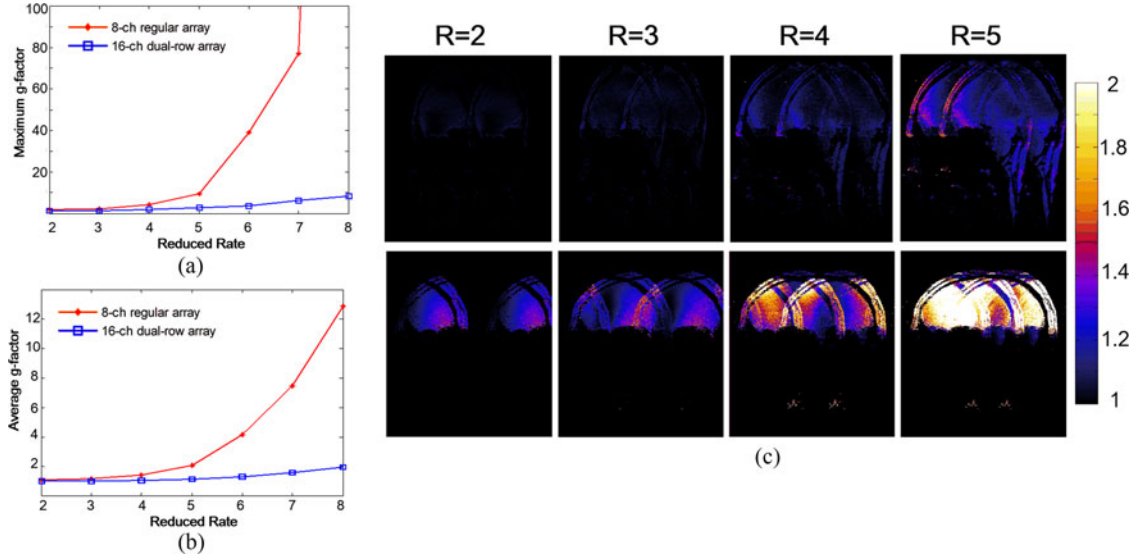 100
80
60
40
20
Maximum g-factor
8-ch regular array
16-ch dual-row array
2 3 4 5 6 7 8
Reduced Rate
(a)
12
10
8
6
4
2
Average g-factor
8-ch regular array
16-ch dual-row array
2 3 4 5 6 7 8
Reduced Rate
(b)
R=2 R=3 R=4 R=5
2
1.8
1.6
1.4
1.2
1
(c)